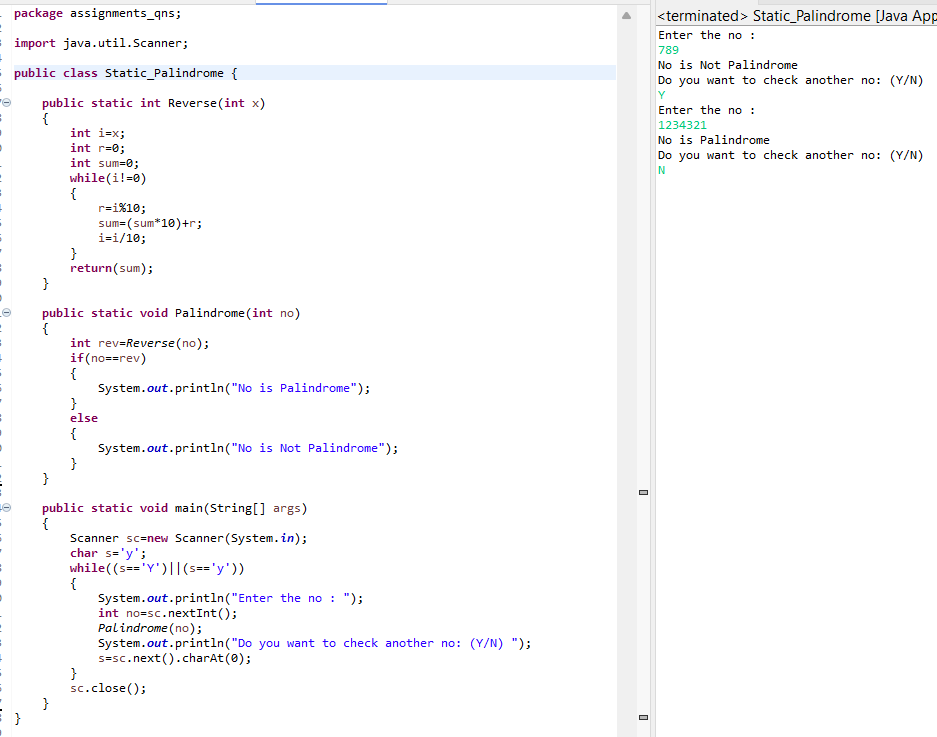 package assignments_qns;
import java.util.Scanner;
public class Static_Palindrome {
public static int Reverse(int x)
{
int i=x;
int r=0;
int sum=0;
while(i!=0)
{
r=i%10;
sum=(sum*10)+r;
i=i/10;
}
return(sum);
}
public static void Palindrome(int no)
{
int rev=Reverse(no);
if(no==rev)
{
System.out.println("No is Palindrome");
}
else
{
System.out.println("No is Not Palindrome");
}
}
public static void main(String[] args)
{
Scanner sc=new Scanner(System.in);
char s='y';
while((s=='Y')||(s=='y'))
{
System.out.println("Enter the no : ");
int no=sc.nextInt();
Palindrome(no);
System.out.println("Do you want to check another no: (Y/N) ");
s=sc.next().charAt(0);
}
sc.close();
}
}
<terminated> Static_Palindrome [Java App
Enter the no :
789
No is Not Palindrome
Do you want to check another no: (Y/N)
Y
Enter the no :
1234321
No is Palindrome
Do you want to check another no: (Y/N)
N